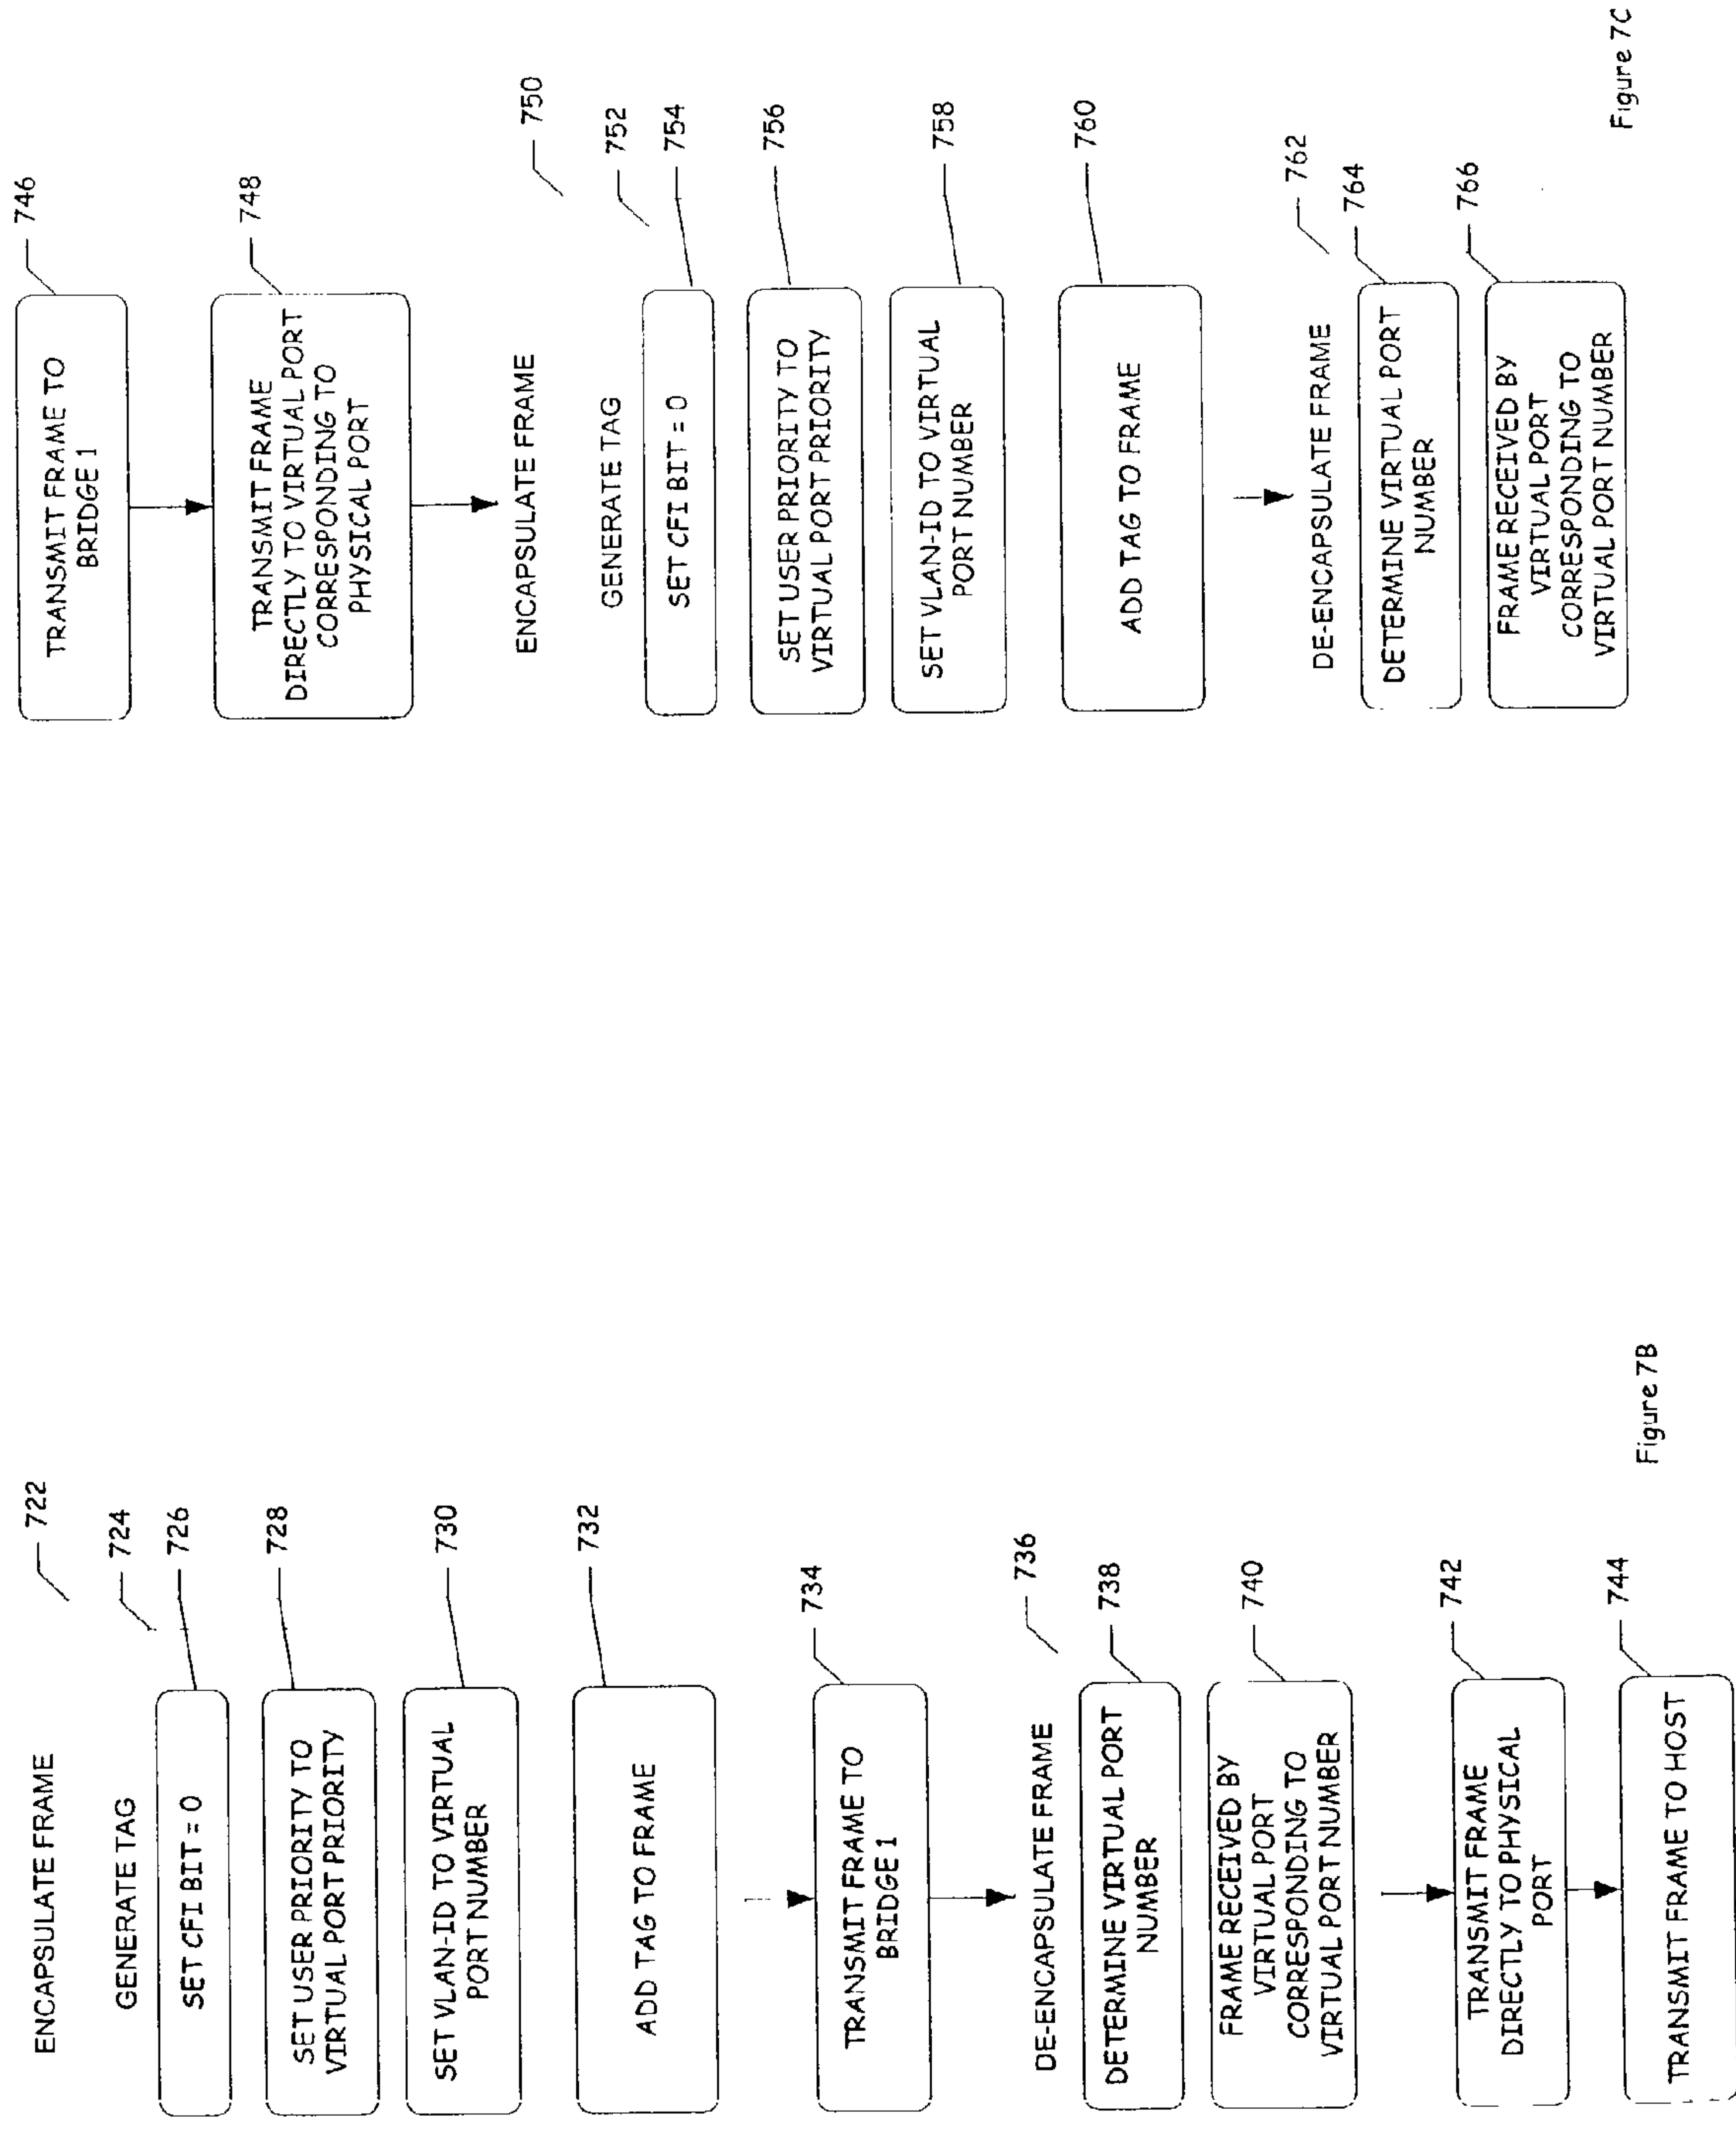 ENCAPSULATE FRAME
722
GENERATE TAG
724
SET CFI BIT = 0
726
SET USER PRIORITY TO
VIRTUAL PORT PRIORITY
728
SET VLAN-ID TO VIRTUAL
PORT NUMBER
730
ADD TAG TO FRAME
732
TRANSMIT FRAME TO
BRIDGE 1
734
DE-ENCAPSULATE FRAME
736
DETERMINE VIRTUAL PORT
NUMBER
738
FRAME RECEIVED BY
VIRTUAL PORT
CORRESPONDING TO
VIRTUAL PORT NUMBER
740
TRANSMIT FRAME
DIRECTLY TO PHYSICAL
PORT
742
TRANSMIT FRAME TO HOST
744
Figure 7B
TRANSMIT FRAME TO
BRIDGE 1
746
TRANSMIT FRAME
DIRECTLY TO VIRTUAL PORT
CORRESPONDING TO
PHYSICAL PORT
748
ENCAPSULATE FRAME
750
GENERATE TAG
752
SET CFI BIT = 0
754
SET USER PRIORITY TO
VIRTUAL PORT PRIORITY
756
SET VLAN-ID TO VIRTUAL
PORT NUMBER
758
ADD TAG TO FRAME
760
DE-ENCAPSULATE FRAME
762
DETERMINE VIRTUAL PORT
NUMBER
764
FRAME RECEIVED BY
VIRTUAL PORT
CORRESPONDING TO
VIRTUAL PORT NUMBER
766
Figure 7C